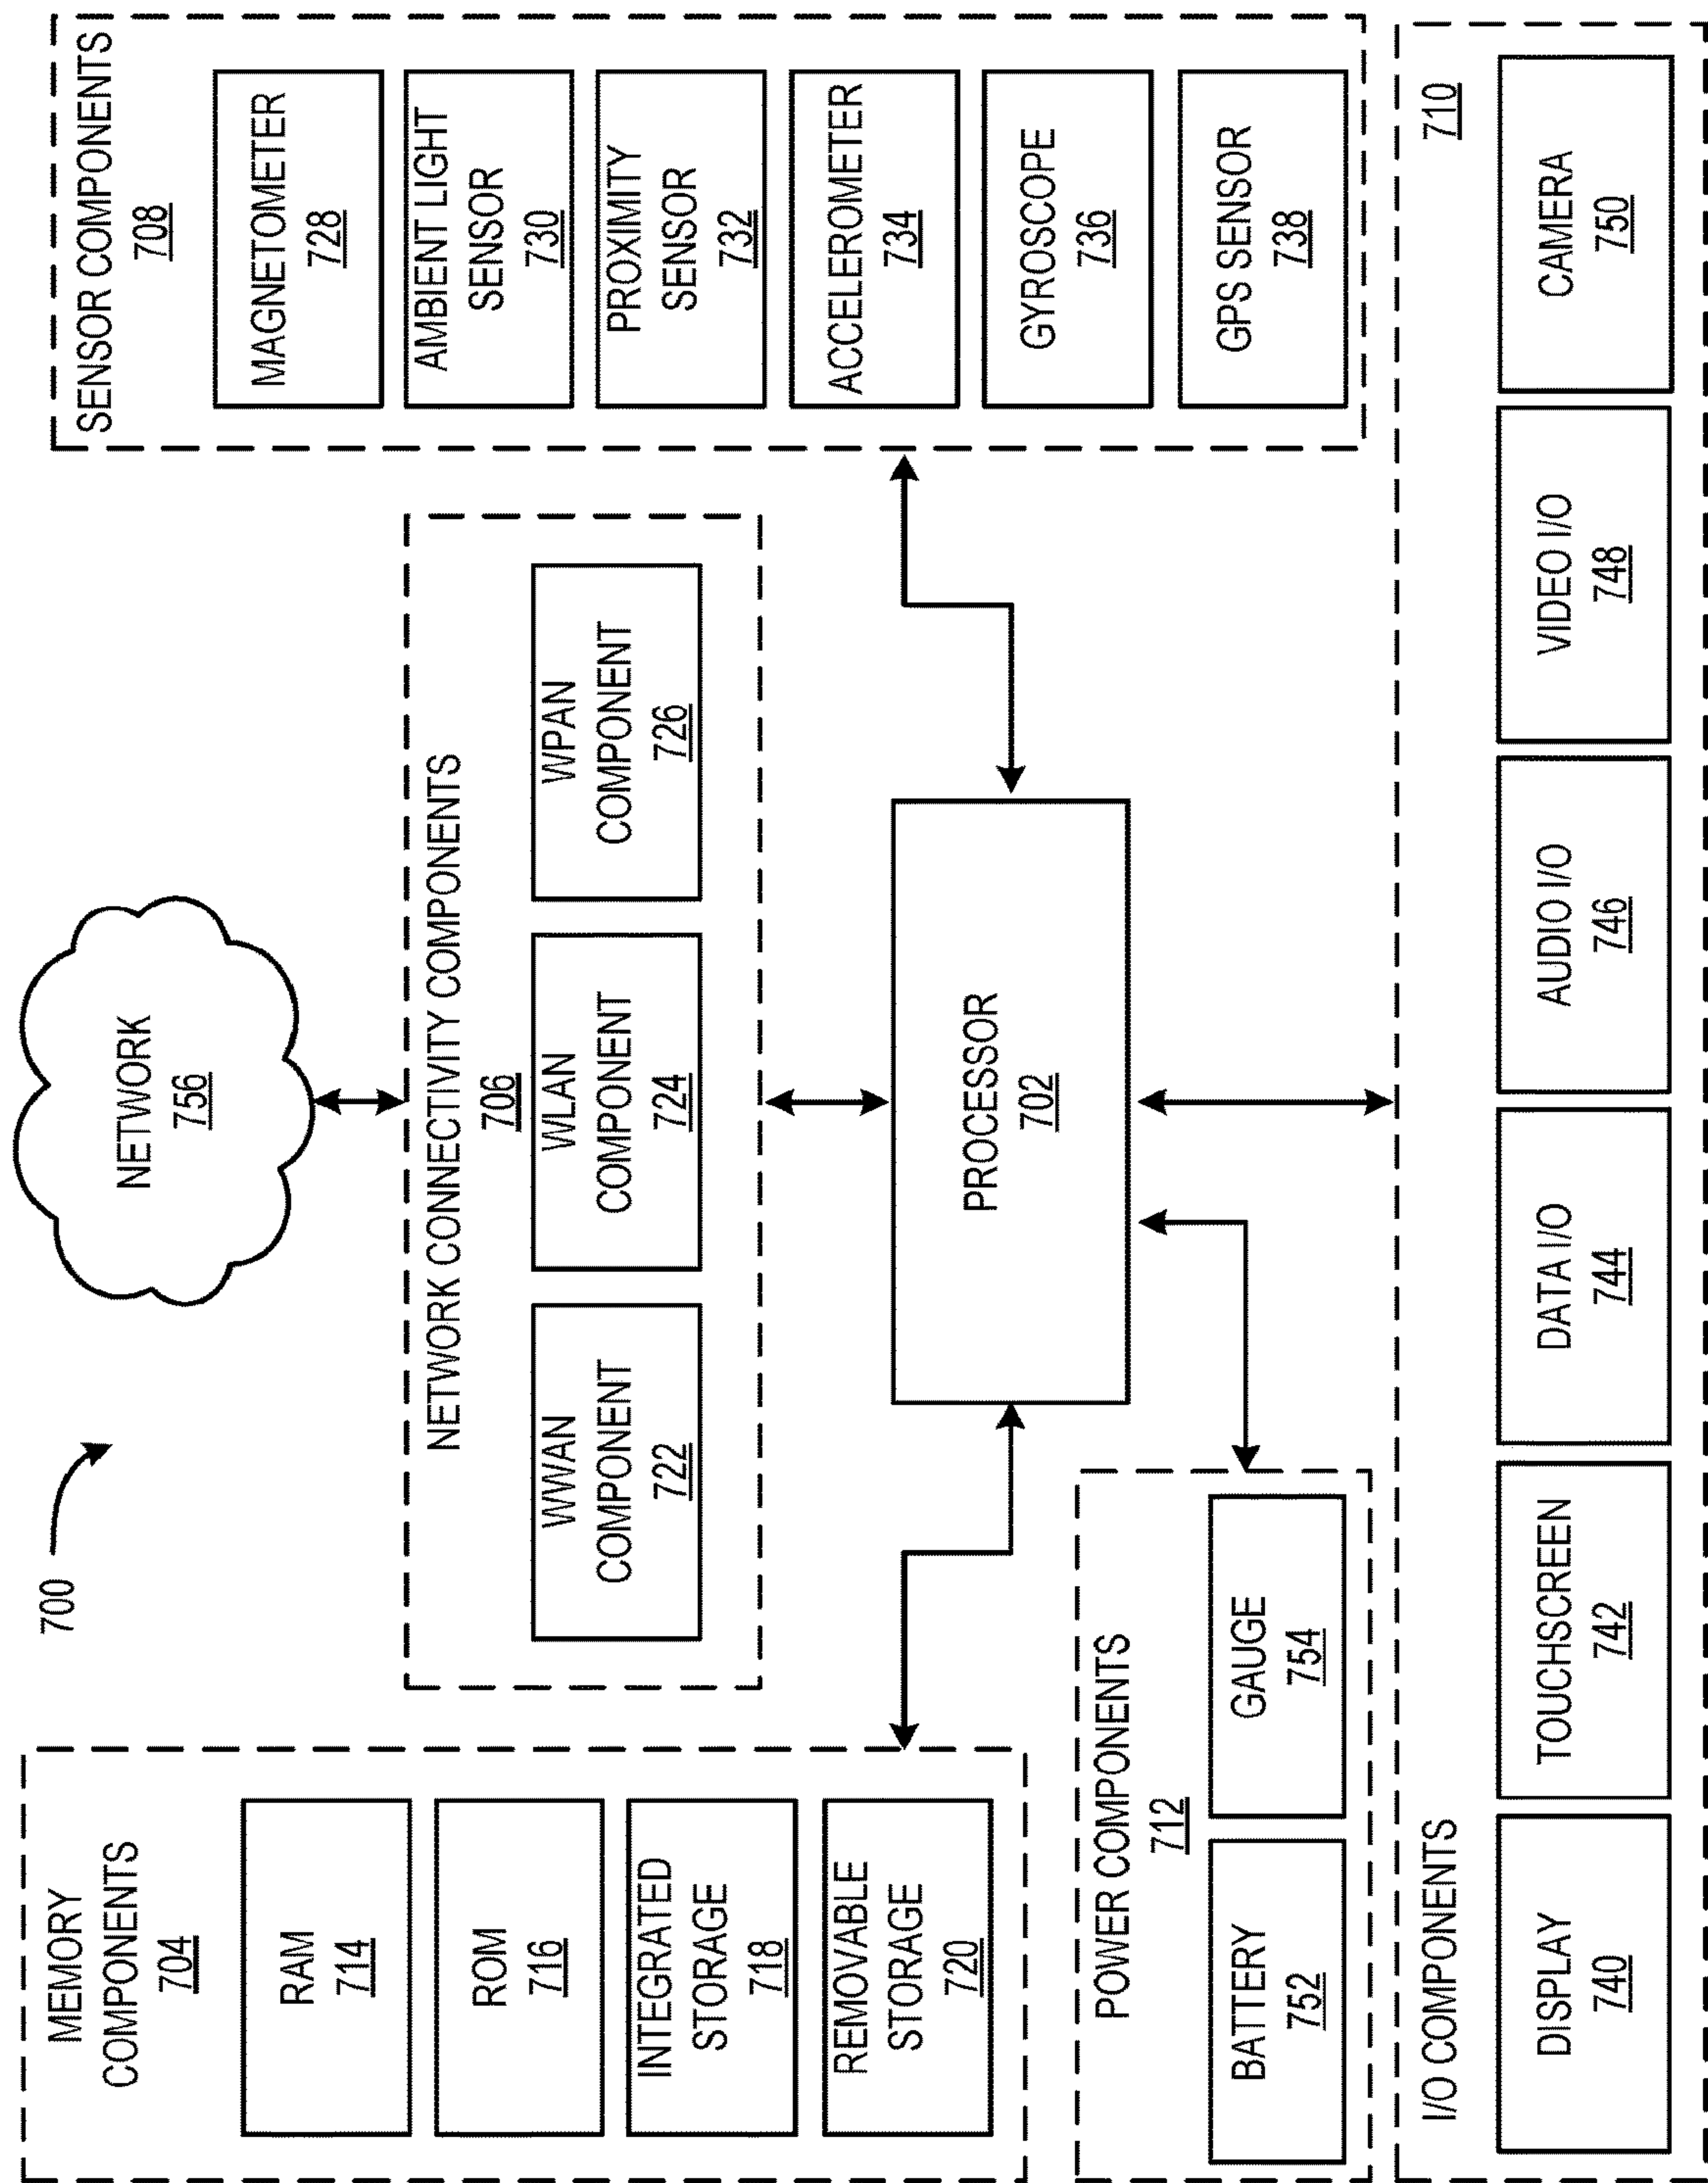 700
NETWORK
756
MEMORY
COMPONENTS
704
RAM
714
ROM
716
INTEGRATED
STORAGE
718
REMOVABLE
STORAGE
720
NETWORK CONNECTIVITY COMPONENTS
706
WWAN
COMPONENT
722
WLAN
COMPONENT
724
WPAN
COMPONENT
726
SENSOR COMPONENTS
708
MAGNETOMETER
728
AMBIENT LIGHT
SENSOR
730
PROXIMITY
SENSOR
732
ACCELEROMETER
734
GYROSCOPE
736
GPS SENSOR
738
PROCESSOR
702
POWER COMPONENTS
712
BATTERY
752
GAUGE
754
I/O COMPONENTS
710
DISPLAY
740
TOUCHSCREEN
742
DATA I/O
744
AUDIO I/O
746
VIDEO I/O
748
CAMERA
750